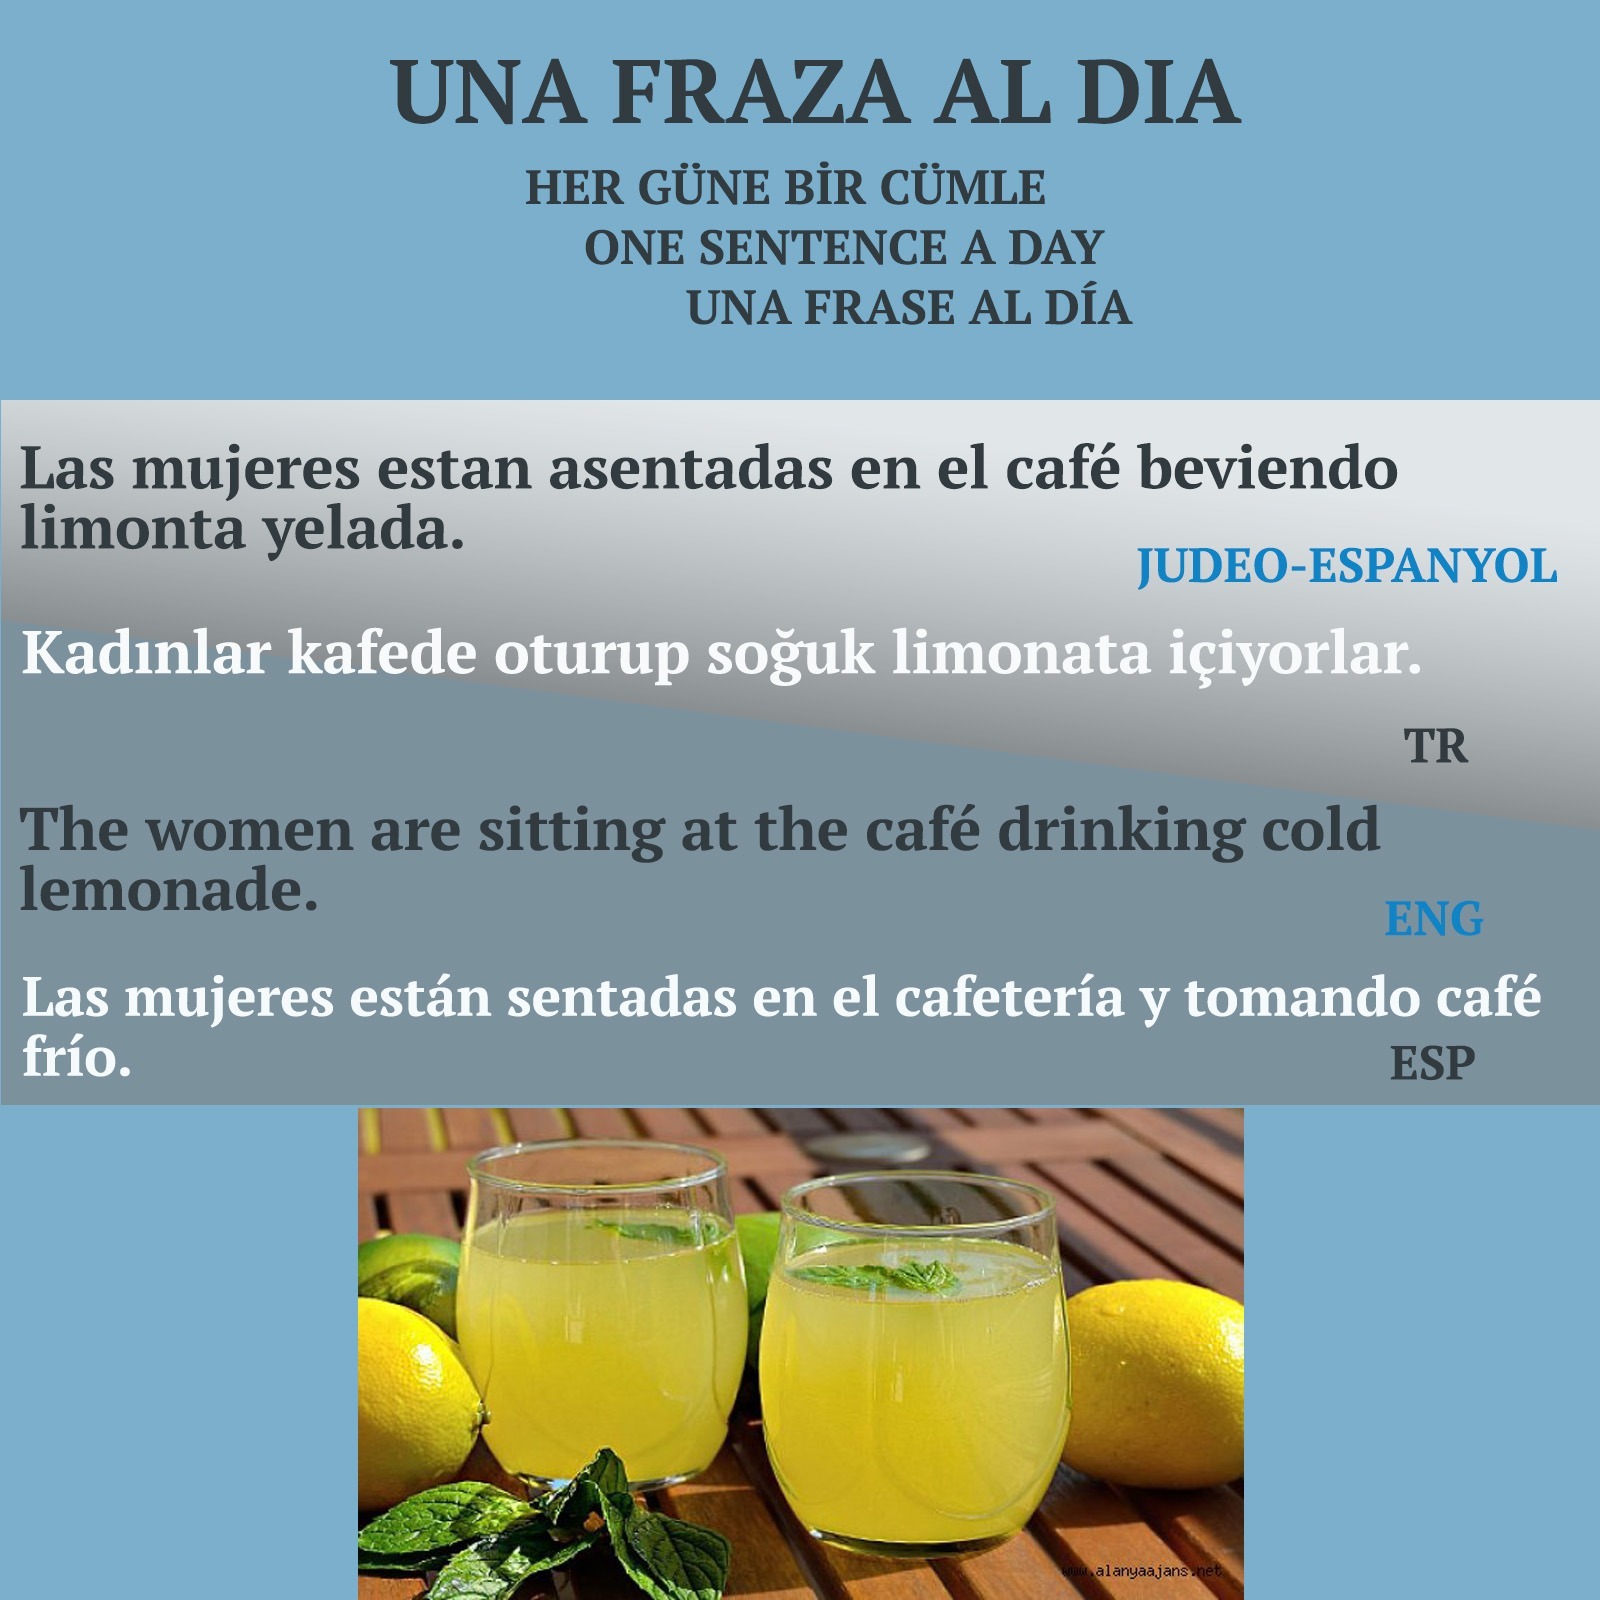 UNA FRAZA AL DIA
HER GÜNE BİR CÜMLE
ONE SENTENCE A DAY
UNA FRASE AL DÍA
Las mujeres estan asentadas en el café beviendo
limonta yelada.
JUDEO-ESPANYOL
Kadınlar kafede oturup soğuk limonata içiyorlar.
TR
The women are sitting at the café drinking cold
lemonade.
ENG
Las mujeres están sentadas en el cafetería y tomando café
frío.
ESP
www.alanyaajans.net